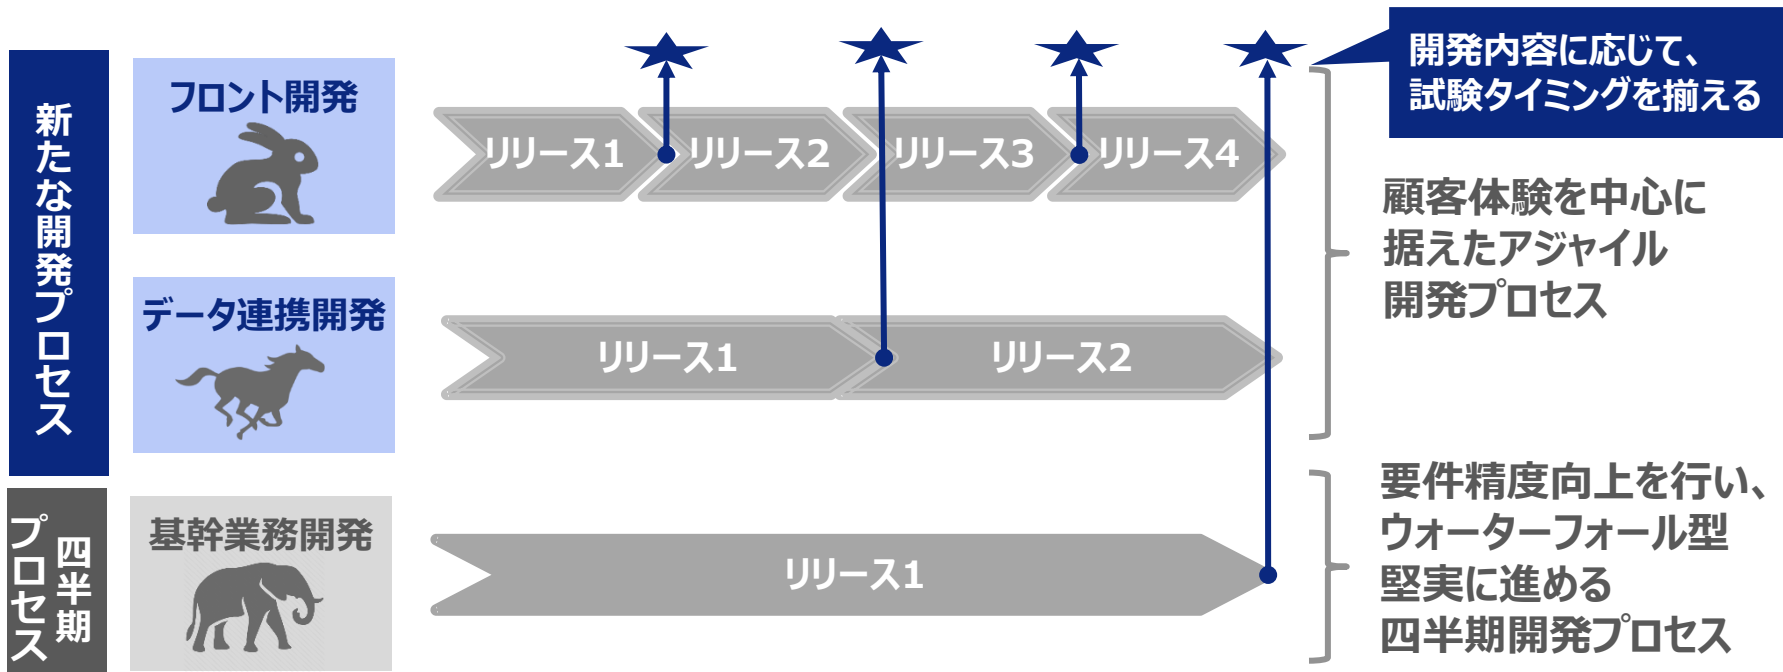 新たな開発プロセス
フロント開発
リリース1
リリース2
リリース3
リリース4
開発内容に応じて、
試験タイミングを揃える
データ連携開発
リリース1
リリース2
顧客体験を中心に
据えたアジャイル
開発プロセス
四半期
プロセス
基幹業務開発
リリース1
要件精度向上を行い、
ウォーターフォール型
堅実に進める
四半期開発プロセス